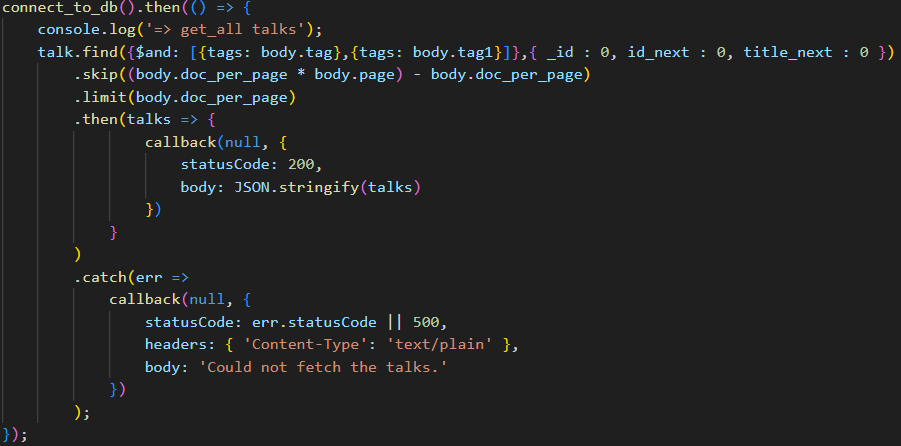 connect_to_db().then(() => {
    console.log('=> get_all talks');
    talk.find({$and: [{tags: body.tag},{tags: body.tag1}]},{ _id : 0, id_next : 0, title_next : 0 })
        .skip((body.doc_per_page * body.page) - body.doc_per_page)
        .limit(body.doc_per_page)
        .then(talks => {
                callback(null, {
                    statusCode: 200,
                    body: JSON.stringify(talks)
                })
            }
        )
        .catch(err =>
            callback(null, {
                statusCode: err.statusCode || 500,
                headers: { 'Content-Type': 'text/plain' },
                body: 'Could not fetch the talks.'
            })
        );
});